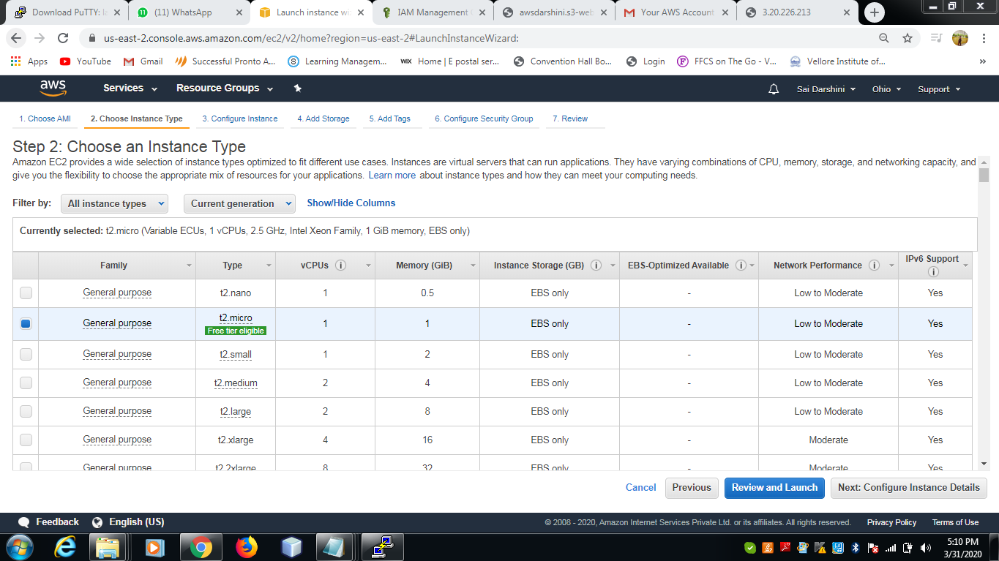 Download PuTTY: la
(11) WhatsApp
Launch instance wiz
IAM Management C
awsdarshini.s3-web
Your AWS Account
3.20.226.213
us-east-2.console.aws.amazon.com/ec2/v2/home?region=us-east-2#LaunchInstanceWizard:
Apps YouTube Gmail Successful Pronto A... Learning Managem... WIX Home | E postal ser... Convention Hall Bo... Login FFCS on The Go - V... Vellore Institute of... »
aws Services Resource Groups Sai Darshini Ohio Support
1. Choose AMI 2. Choose Instance Type 3. Configure Instance 4. Add Storage 5. Add Tags 6. Configure Security Group 7. Review
Step 2: Choose an Instance Type
Amazon EC2 provides a wide selection of instance types optimized to fit different use cases. Instances are virtual servers that can run applications. They have varying combinations of CPU, memory, storage, and networking capacity, and
give you the flexibility to choose the appropriate mix of resources for your applications. Learn more about instance types and how they can meet your computing needs.
Filter by: All instance types Current generation Show/Hide Columns
Currently selected: t2.micro (Variable ECUs, 1 vCPUs, 2.5 GHz, Intel Xeon Family, 1 GiB memory, EBS only)
Family Type vCPUs i Memory (GiB) Instance Storage (GB) i EBS-Optimized Available i Network Performance i IPv6 Support i
General purpose t2.nano 1 0.5 EBS only - Low to Moderate Yes
General purpose t2.micro 1 1 EBS only - Low to Moderate Yes
Free tier eligible
General purpose t2.small 1 2 EBS only - Low to Moderate Yes
General purpose t2.medium 2 4 EBS only - Low to Moderate Yes
General purpose t2.large 2 8 EBS only - Low to Moderate Yes
General purpose t2.xlarge 4 16 EBS only - Moderate Yes
General purpose t2.2xlarge 8 32 EBS only - Moderate Yes
Cancel Previous Review and Launch Next: Configure Instance Details
Feedback English (US) © 2008 - 2020, Amazon Internet Services Private Ltd. or its affiliates. All rights reserved. Privacy Policy Terms of Use
5:10 PM
3/31/2020